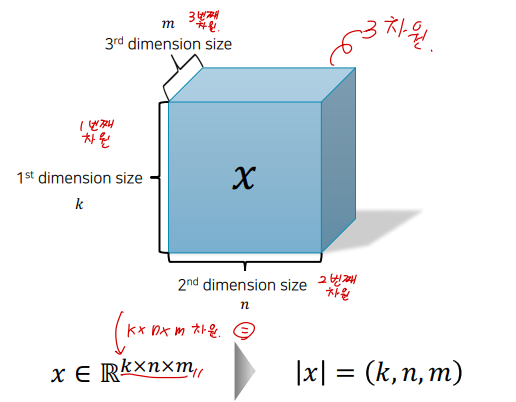 m 3번째 차원.
3rd dimension size
3차원.
1번째 차원
1st dimension size
k
x
2nd dimension size
n
2번째 차원
k×n×m 차원. =
x ∈ ℝ^{k×n×m} "
|x| = (k, n, m)